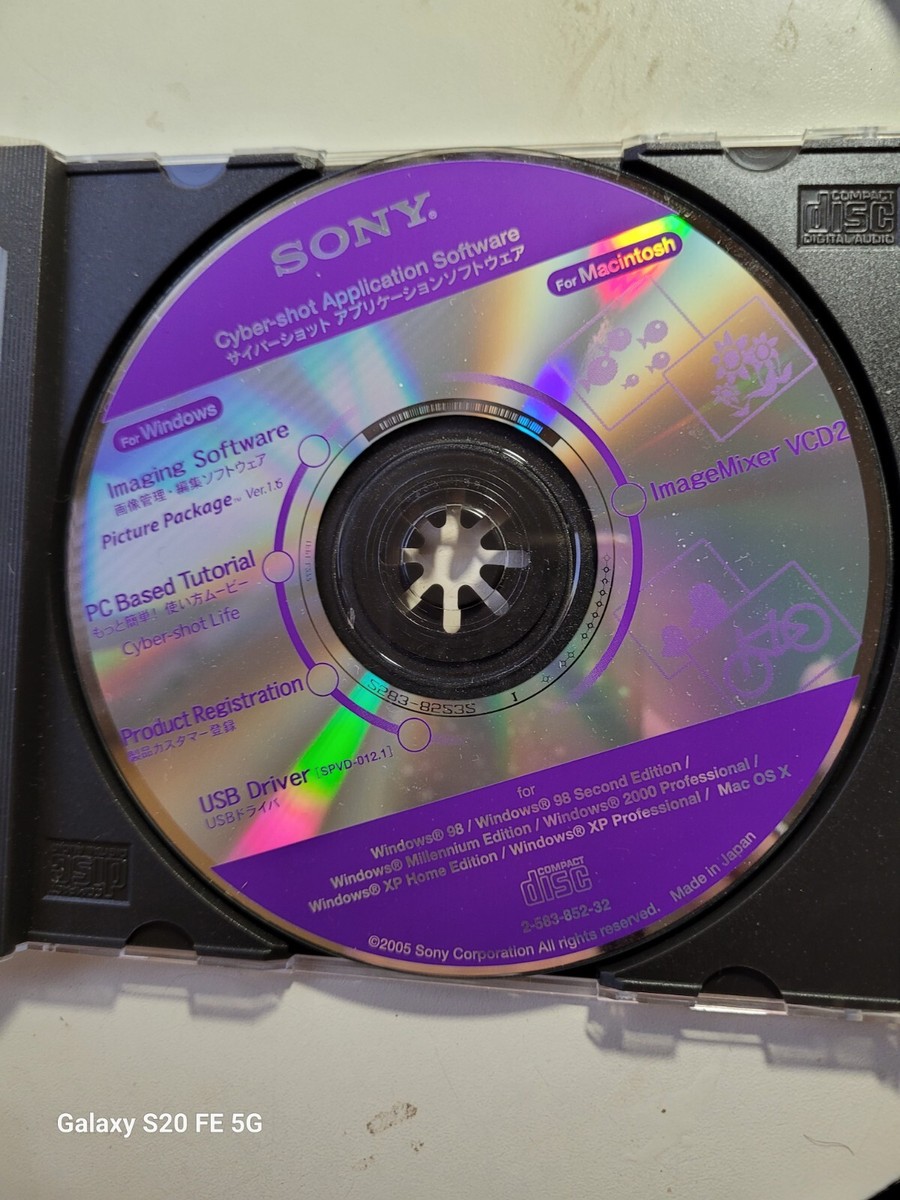 SONY®
Cyber-shot Application Software
サイバーショット アプリケーションソフトウェア
For Macintosh
For Windows
Imaging Software
画像管理・編集ソフトウェア
Picture Package™ Ver.1.6
PC Based Tutorial
もっと簡単! 使い方ムービー
Cyber-shot Life
Product Registration
製品カスタマー登録
USB Driver [SPVD-012.1]
USBドライバ
ImageMixer VCD2
for
Windows® 98 / Windows® 98 Second Edition /
Windows® Millennium Edition / Windows® 2000 Professional /
Windows® XP Home Edition / Windows® XP Professional / Mac OS X
COMPACT
disc
2-583-852-32
©2005 Sony Corporation All rights reserved. Made in Japan
COMPACT
disc
DIGITAL AUDIO
Galaxy S20 FE 5G